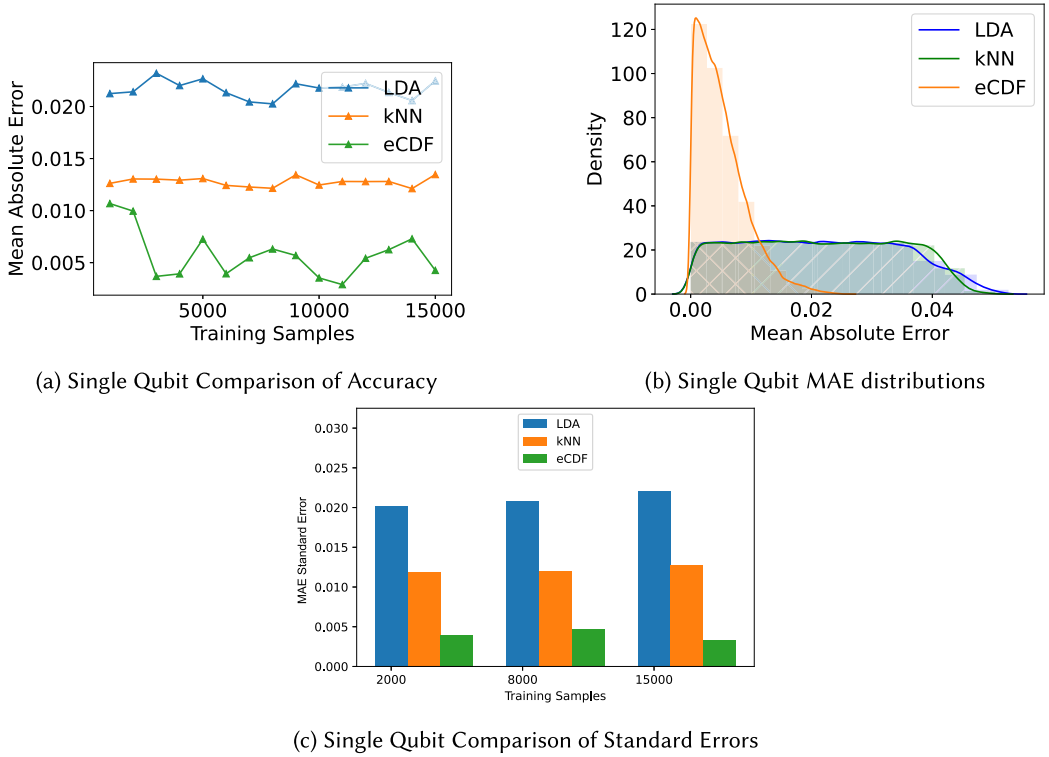 Mean Absolute Error
0.020
0.015
0.010
0.005
LDA
kNN
eCDF
5000
10000
15000
Training Samples
(a) Single Qubit Comparison of Accuracy
Density
120
100
80
60
40
20
0
LDA
kNN
eCDF
0.00
0.02
0.04
Mean Absolute Error
(b) Single Qubit MAE distributions
MAE Standard Error
0.030
0.025
0.020
0.015
0.010
0.005
0.000
LDA
kNN
eCDF
2000
8000
15000
Training Samples
(c) Single Qubit Comparison of Standard Errors